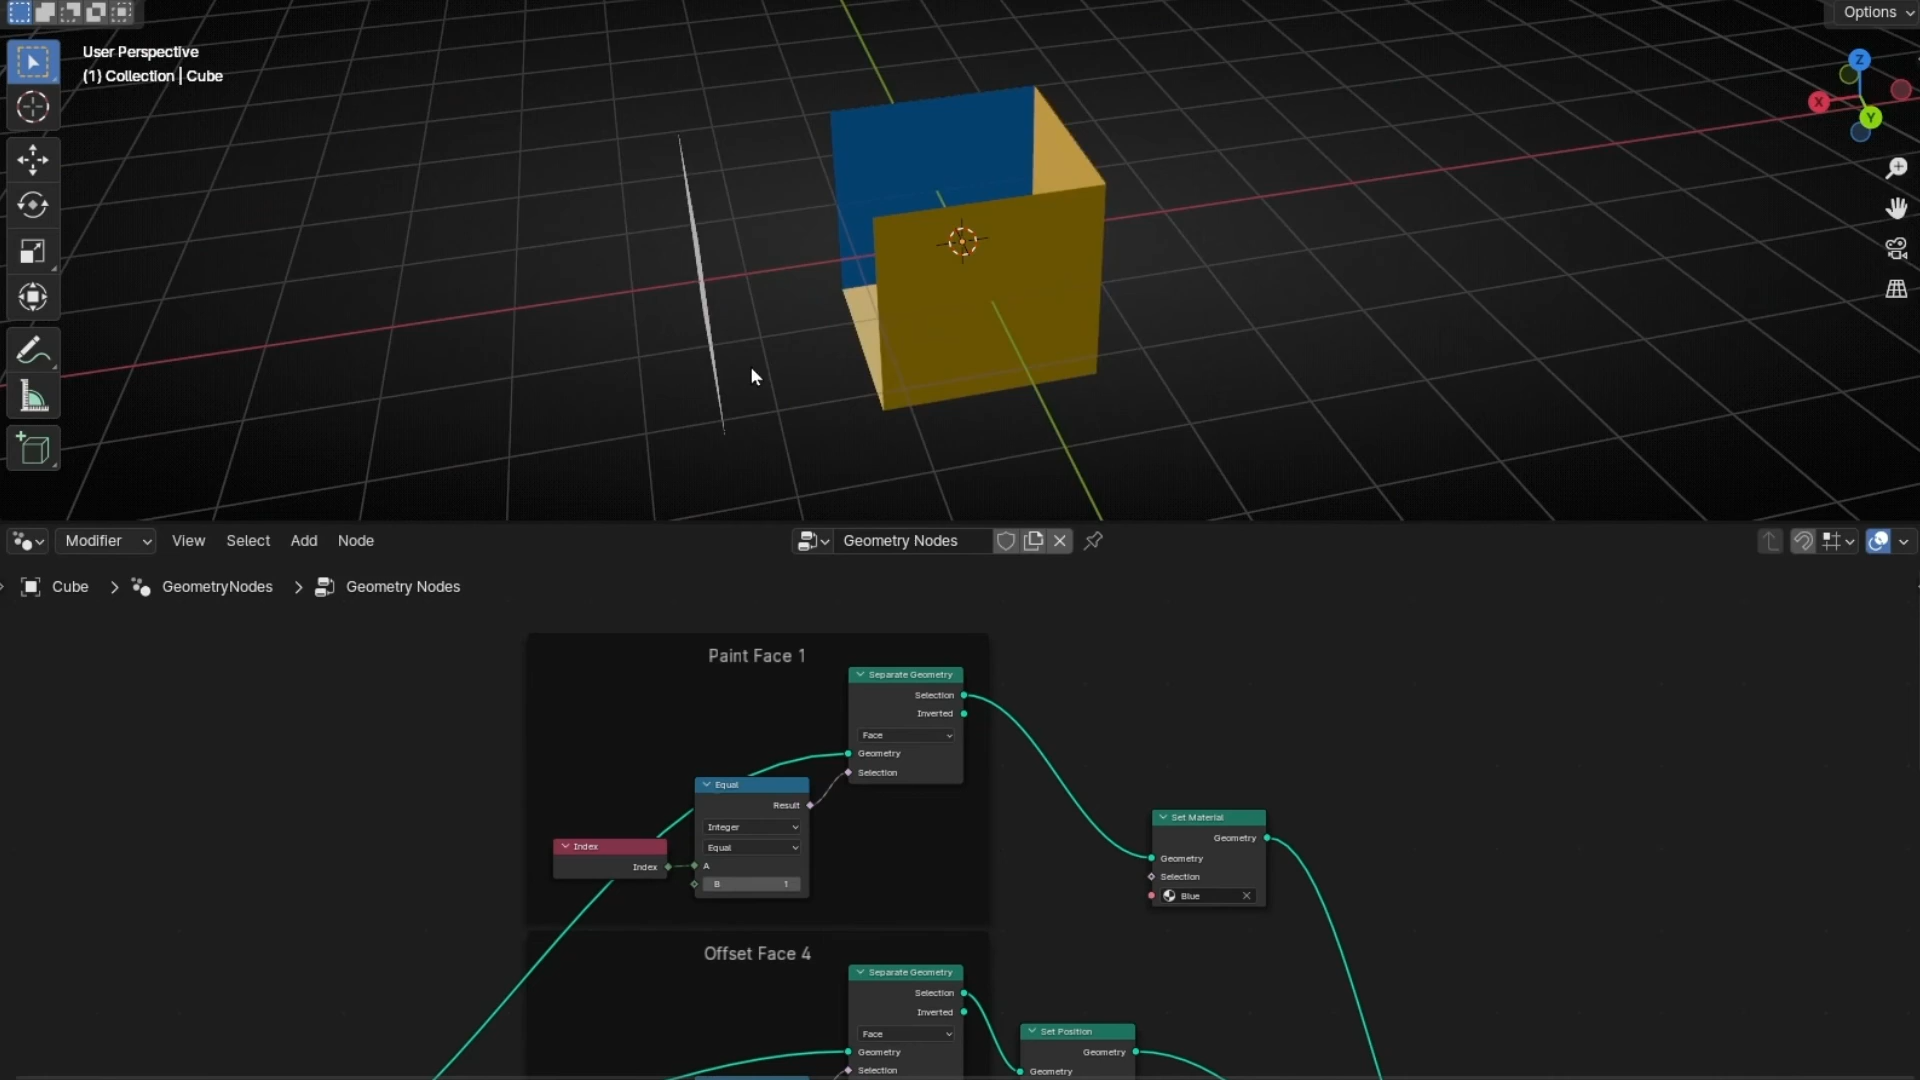 Options
User Perspective
(1) Collection | Cube
Z
X
Y
Modifier
View
Select
Add
Node
Geometry Nodes
Cube
GeometryNodes
Geometry Nodes
Paint Face 1
Separate Geometry
Selection
Inverted
Face
Geometry
Selection
Equal
Result
Integer
Equal
A
B 1
Index
Index
Set Material
Geometry
Geometry
Selection
Blue
Offset Face 4
Separate Geometry
Selection
Inverted
Face
Geometry
Selection
Set Position
Geometry
Geometry